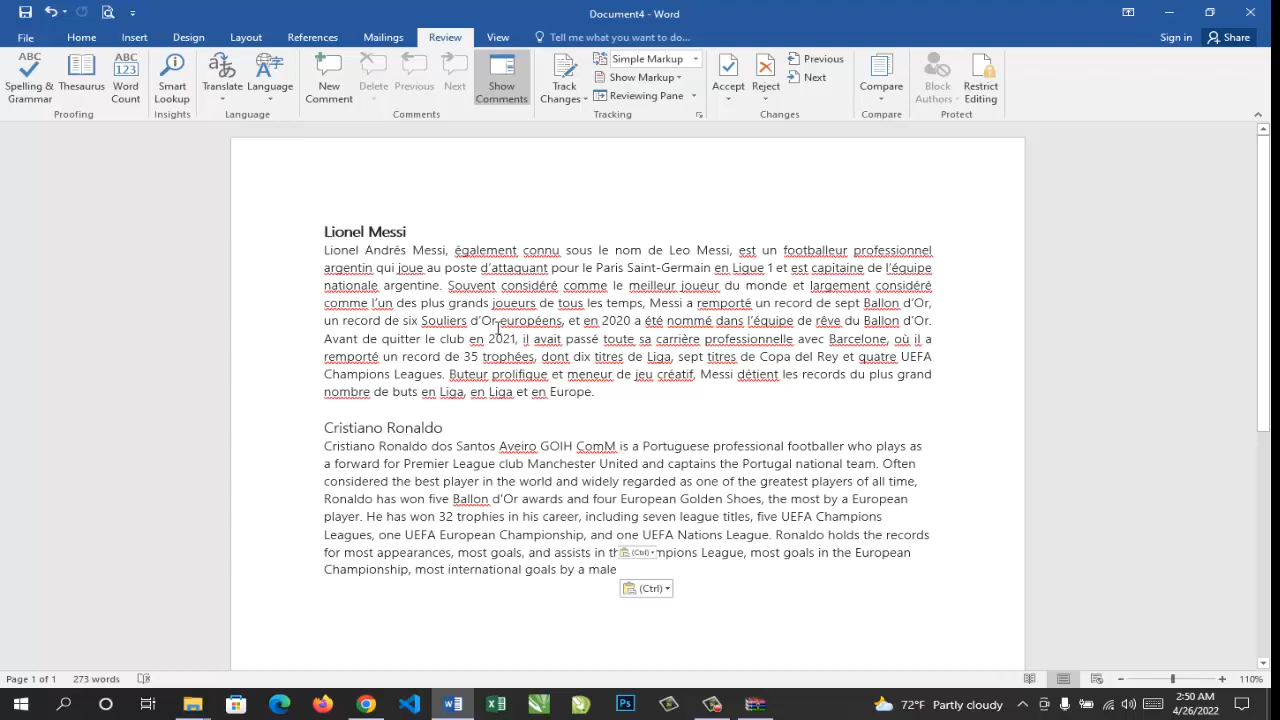 Document4 - Word
File Home Insert Design Layout References Mailings Review View Tell me what you want to do... Sign in Share
ABC Spelling & Grammar
Thesaurus
ABC 123 Word Count
Smart Lookup
Translate
Language
New Comment
Delete
Previous
Next
Show Comments
Track Changes
Simple Markup
Show Markup
Reviewing Pane
Accept
Reject
Previous
Next
Compare
Block Authors
Restrict Editing
Proofing Insights Language Comments Tracking Changes Compare Protect
Lionel Messi
Lionel Andrés Messi, également connu sous le nom de Leo Messi, est un footballeur professionnel
argentin qui joue au poste d'attaquant pour le Paris Saint-Germain en Ligue 1 et est capitaine de l'équipe
nationale argentine. Souvent considéré comme le meilleur joueur du monde et largement considéré
comme l'un des plus grands joueurs de tous les temps, Messi a remporté un record de sept Ballon d'Or,
un record de six Souliers d'Or européens, et en 2020 a été nommé dans l'équipe de rêve du Ballon d'Or.
Avant de quitter le club en 2021, il avait passé toute sa carrière professionnelle avec Barcelone, où il a
remporté un record de 35 trophées, dont dix titres de Liga, sept titres de Copa del Rey et quatre UEFA
Champions Leagues. Buteur prolifique et meneur de jeu créatif, Messi détient les records du plus grand
nombre de buts en Liga, en Liga et en Europe.
Cristiano Ronaldo
Cristiano Ronaldo dos Santos Aveiro GOIH ComM is a Portuguese professional footballer who plays as
a forward for Premier League club Manchester United and captains the Portugal national team. Often
considered the best player in the world and widely regarded as one of the greatest players of all time,
Ronaldo has won five Ballon d'Or awards and four European Golden Shoes, the most by a European
player. He has won 32 trophies in his career, including seven league titles, five UEFA Champions
Leagues, one UEFA European Championship, and one UEFA Nations League. Ronaldo holds the records
for most appearances, most goals, and assists in th (Ctrl) mpions League, most goals in the European
Championship, most international goals by a male
(Ctrl)
Page 1 of 1 273 words 110%
72°F Partly cloudy
2:50 AM
4/26/2022